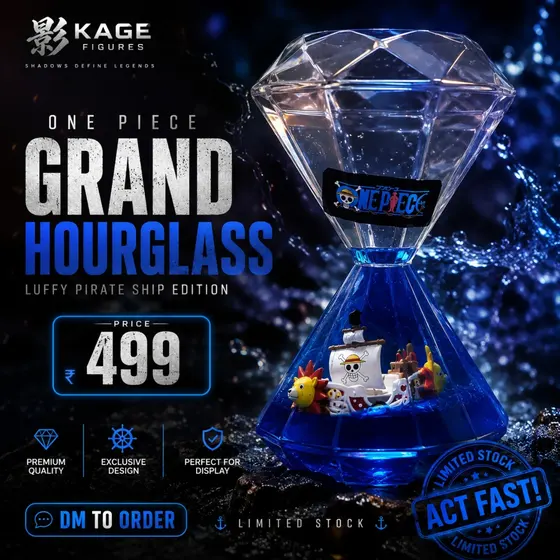 影 KAGE
FIGURES
SHADOWS DEFINE LEGENDS
ONE PIECE
GRAND
HOURGLASS
LUFFY PIRATE SHIP EDITION
PRICE
₹ 499
PREMIUM
QUALITY
EXCLUSIVE
DESIGN
PERFECT FOR
DISPLAY
DM TO ORDER
LIMITED STOCK
ONE PIECE
LIMITED STOCK
ACT FAST!
LIMITED STOCK